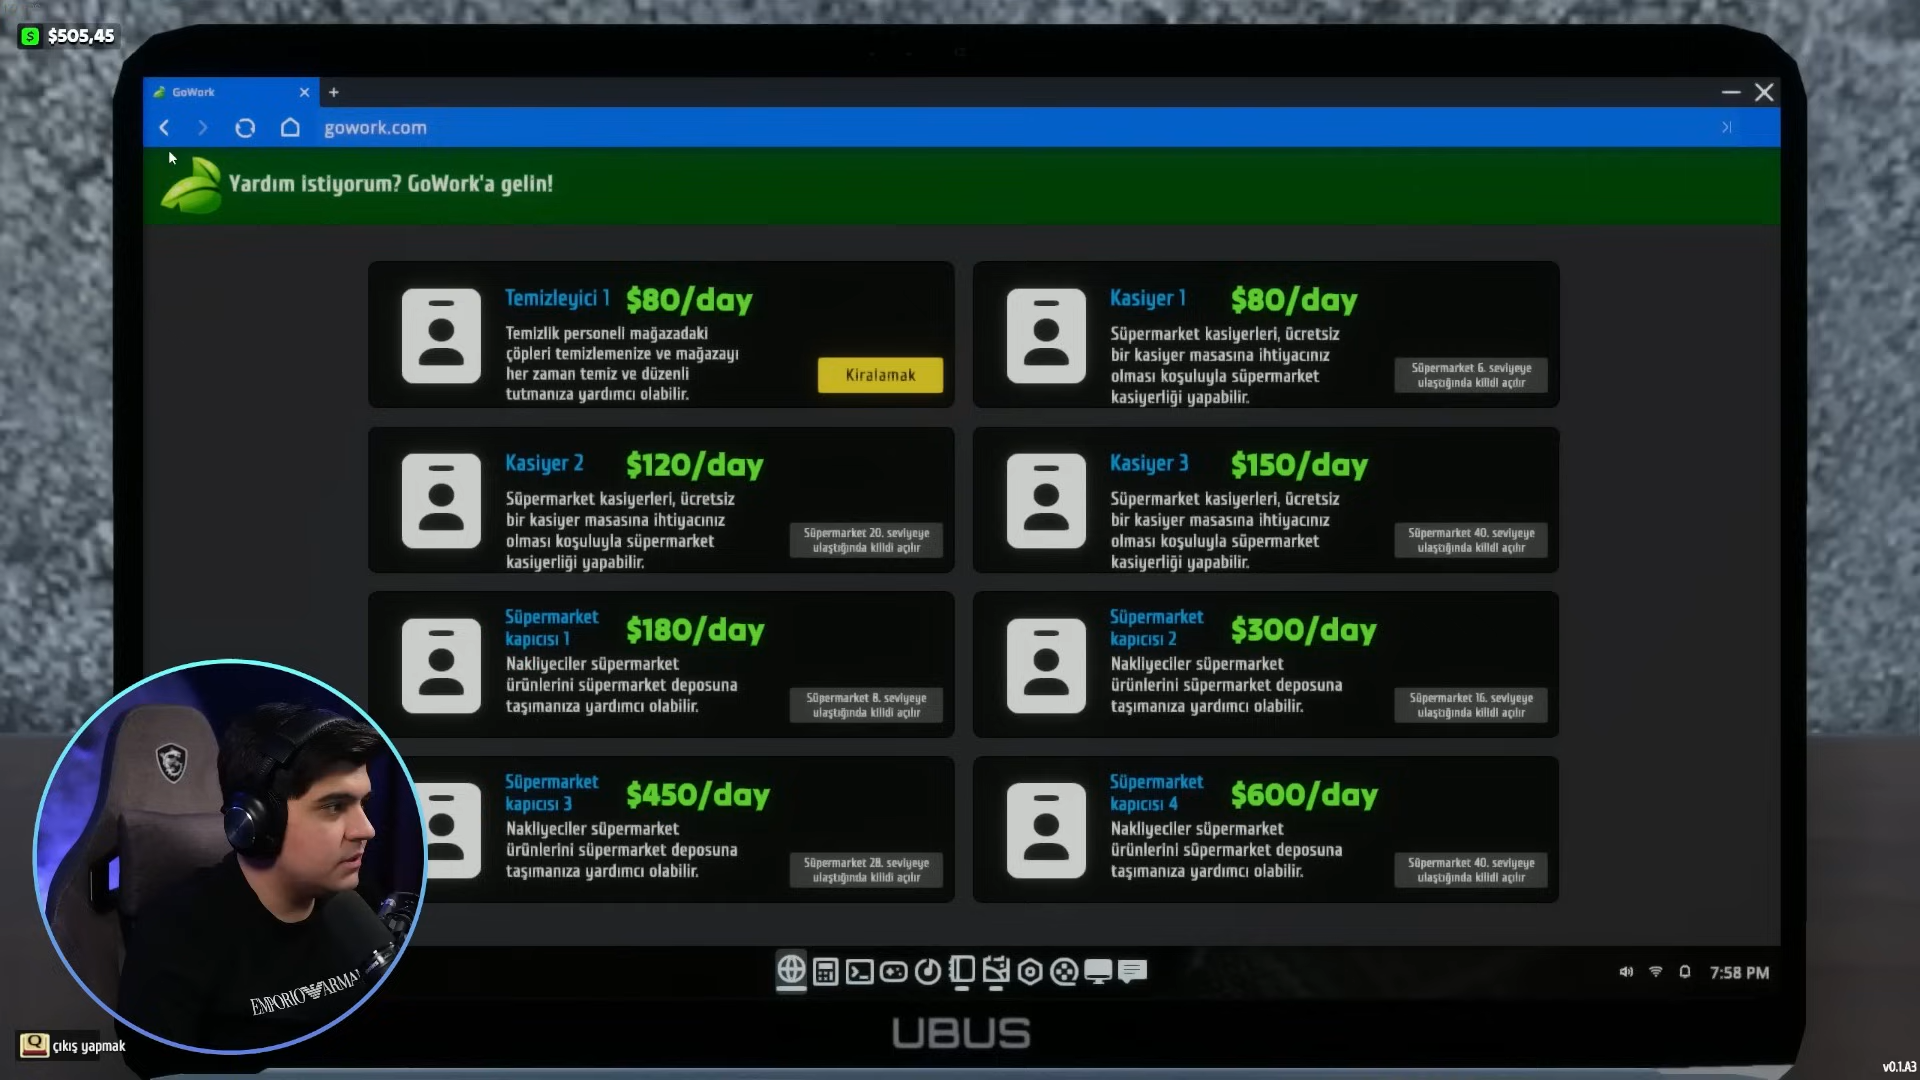 $505,45
GoWork
gowork.com
Yardım istiyorum? GoWork'a gelin!
Temizleyici 1 $80/day
Temizlik personeli mağazadaki
çöpleri temizlemenize ve mağazayı
her zaman temiz ve düzenli
tutmanıza yardımcı olabilir.
Kiralamak
Kasiyer 1 $80/day
Süpermarket kasiyerleri, ücretsiz
bir kasiyer masasına ihtiyacınız
olması koşuluyla süpermarket
kasiyerliği yapabilir.
Süpermarket 6. seviyeye
ulaştığında kilidi açılır
Kasiyer 2 $120/day
Süpermarket kasiyerleri, ücretsiz
bir kasiyer masasına ihtiyacınız
olması koşuluyla süpermarket
kasiyerliği yapabilir.
Süpermarket 20. seviyeye
ulaştığında kilidi açılır
Kasiyer 3 $150/day
Süpermarket kasiyerleri, ücretsiz
bir kasiyer masasına ihtiyacınız
olması koşuluyla süpermarket
kasiyerliği yapabilir.
Süpermarket 40. seviyeye
ulaştığında kilidi açılır
Süpermarket
kapıcısı 1 $180/day
Nakliyeciler süpermarket
ürünlerini süpermarket deposuna
taşımanıza yardımcı olabilir.
Süpermarket 8. seviyeye
ulaştığında kilidi açılır
Süpermarket
kapıcısı 2 $300/day
Nakliyeciler süpermarket
ürünlerini süpermarket deposuna
taşımanıza yardımcı olabilir.
Süpermarket 16. seviyeye
ulaştığında kilidi açılır
Süpermarket
kapıcısı 3 $450/day
Nakliyeciler süpermarket
ürünlerini süpermarket deposuna
taşımanıza yardımcı olabilir.
Süpermarket 28. seviyeye
ulaştığında kilidi açılır
Süpermarket
kapıcısı 4 $600/day
Nakliyeciler süpermarket
ürünlerini süpermarket deposuna
taşımanıza yardımcı olabilir.
Süpermarket 40. seviyeye
ulaştığında kilidi açılır
EMPORIO ARMA
7:58 PM
UBUS
Q çıkış yapmak
v0.1.A3